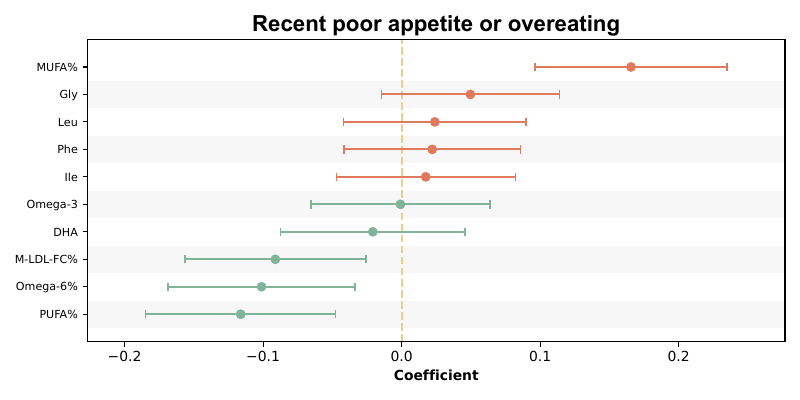 Recent poor appetite or overeating
MUFA%
Gly
Leu
Phe
Ile
Omega-3
DHA
M-LDL-FC%
Omega-6%
PUFA%
−0.2 −0.1 0.0 0.1 0.2
Coefficient